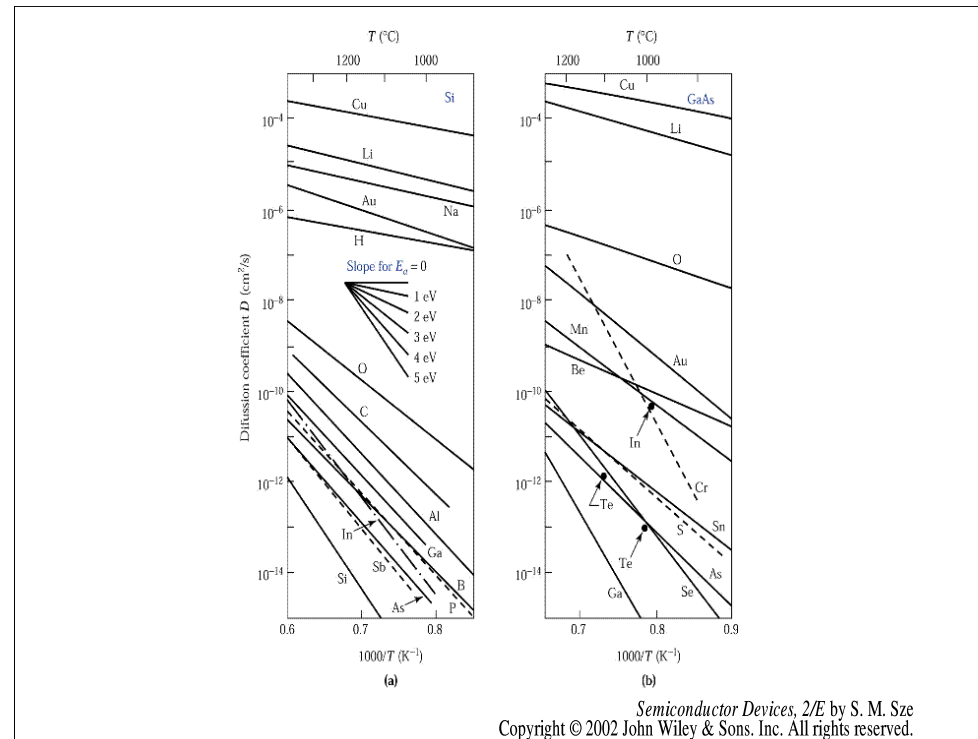 T (°C)
1200 1000
Si
Cu
10⁻⁴
Li
Na
Au
10⁻⁶
H
Slope for Eₐ = 0
1 eV
2 eV
3 eV
4 eV
5 eV
10⁻⁸
O
10⁻¹⁰
C
10⁻¹²
Al
In
Ga
Sb
Si
10⁻¹⁴
B
As
P
0.6 0.7 0.8
1000/T (K⁻¹)
(a)
Difussion coefficient D (cm²/s)
T (°C)
1200 1000
GaAs
Cu
10⁻⁴
Li
10⁻⁶
O
10⁻⁸
Mn
Au
Be
10⁻¹⁰
In
10⁻¹²
Cr
Te
S
Sn
Te
10⁻¹⁴
As
Ga
Se
0.7 0.8 0.9
1000/T (K⁻¹)
(b)
Semiconductor Devices, 2/E by S. M. Sze
Copyright © 2002 John Wiley & Sons. Inc. All rights reserved.